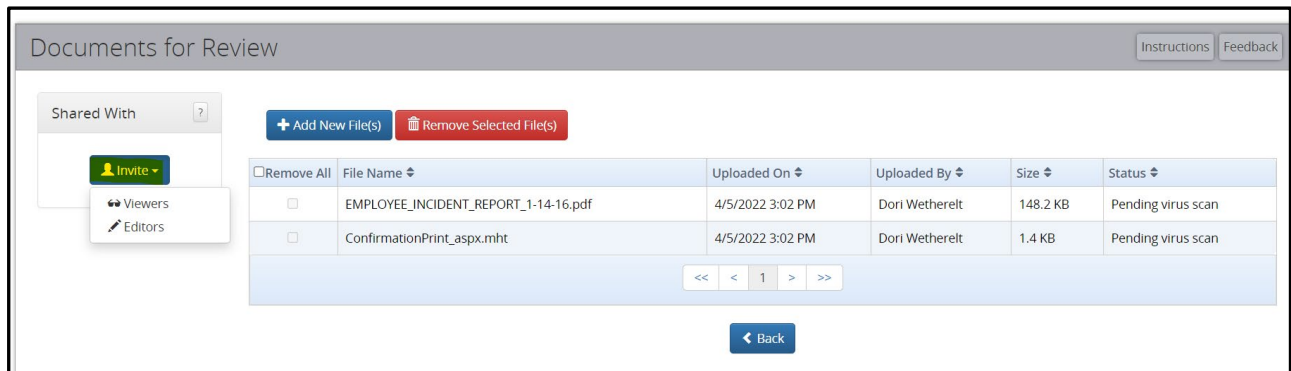 Documents for Review
Instructions Feedback
Shared With ?
Invite
Viewers
Editors
Add New File(s) Remove Selected File(s)
Remove All File Name Uploaded On Uploaded By Size Status
EMPLOYEE_INCIDENT_REPORT_1-14-16.pdf 4/5/2022 3:02 PM Dori Wetherelt 148.2 KB Pending virus scan
ConfirmationPrint_aspx.mht 4/5/2022 3:02 PM Dori Wetherelt 1.4 KB Pending virus scan
<< < 1 > >>
Back